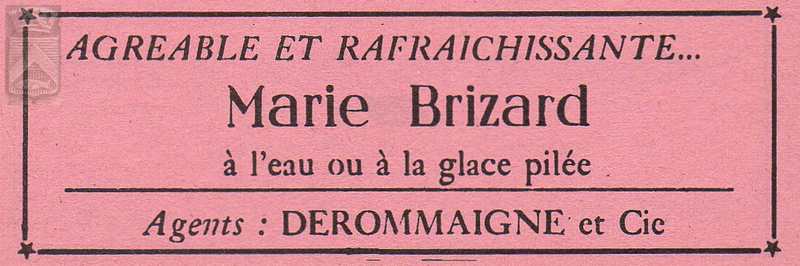 AGREABLE ET RAFRAICHISSANTE...
Marie Brizard
à l'eau ou à la glace pilée
Agents : DEROMMAIGNE et Cie